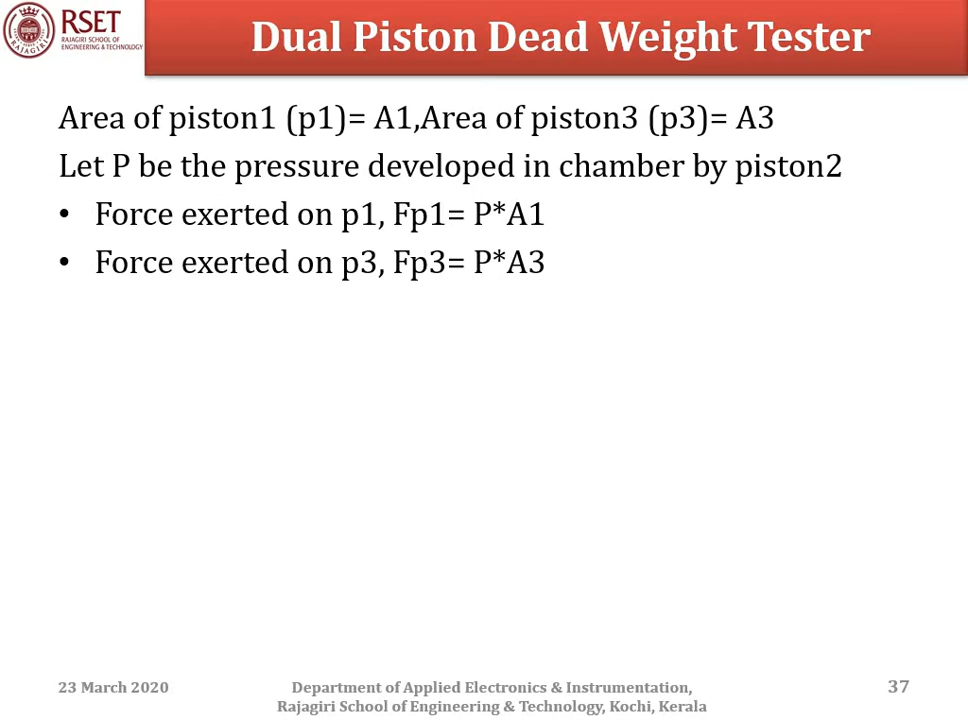 RSET
RAJAGIRI SCHOOL OF
ENGINEERING & TECHNOLOGY
Dual Piston Dead Weight Tester
Area of piston1 (p1)= A1,Area of piston3 (p3)= A3
Let P be the pressure developed in chamber by piston2
• Force exerted on p1, Fp1= P*A1
• Force exerted on p3, Fp3= P*A3
23 March 2020
Department of Applied Electronics & Instrumentation,
Rajagiri School of Engineering & Technology, Kochi, Kerala
37